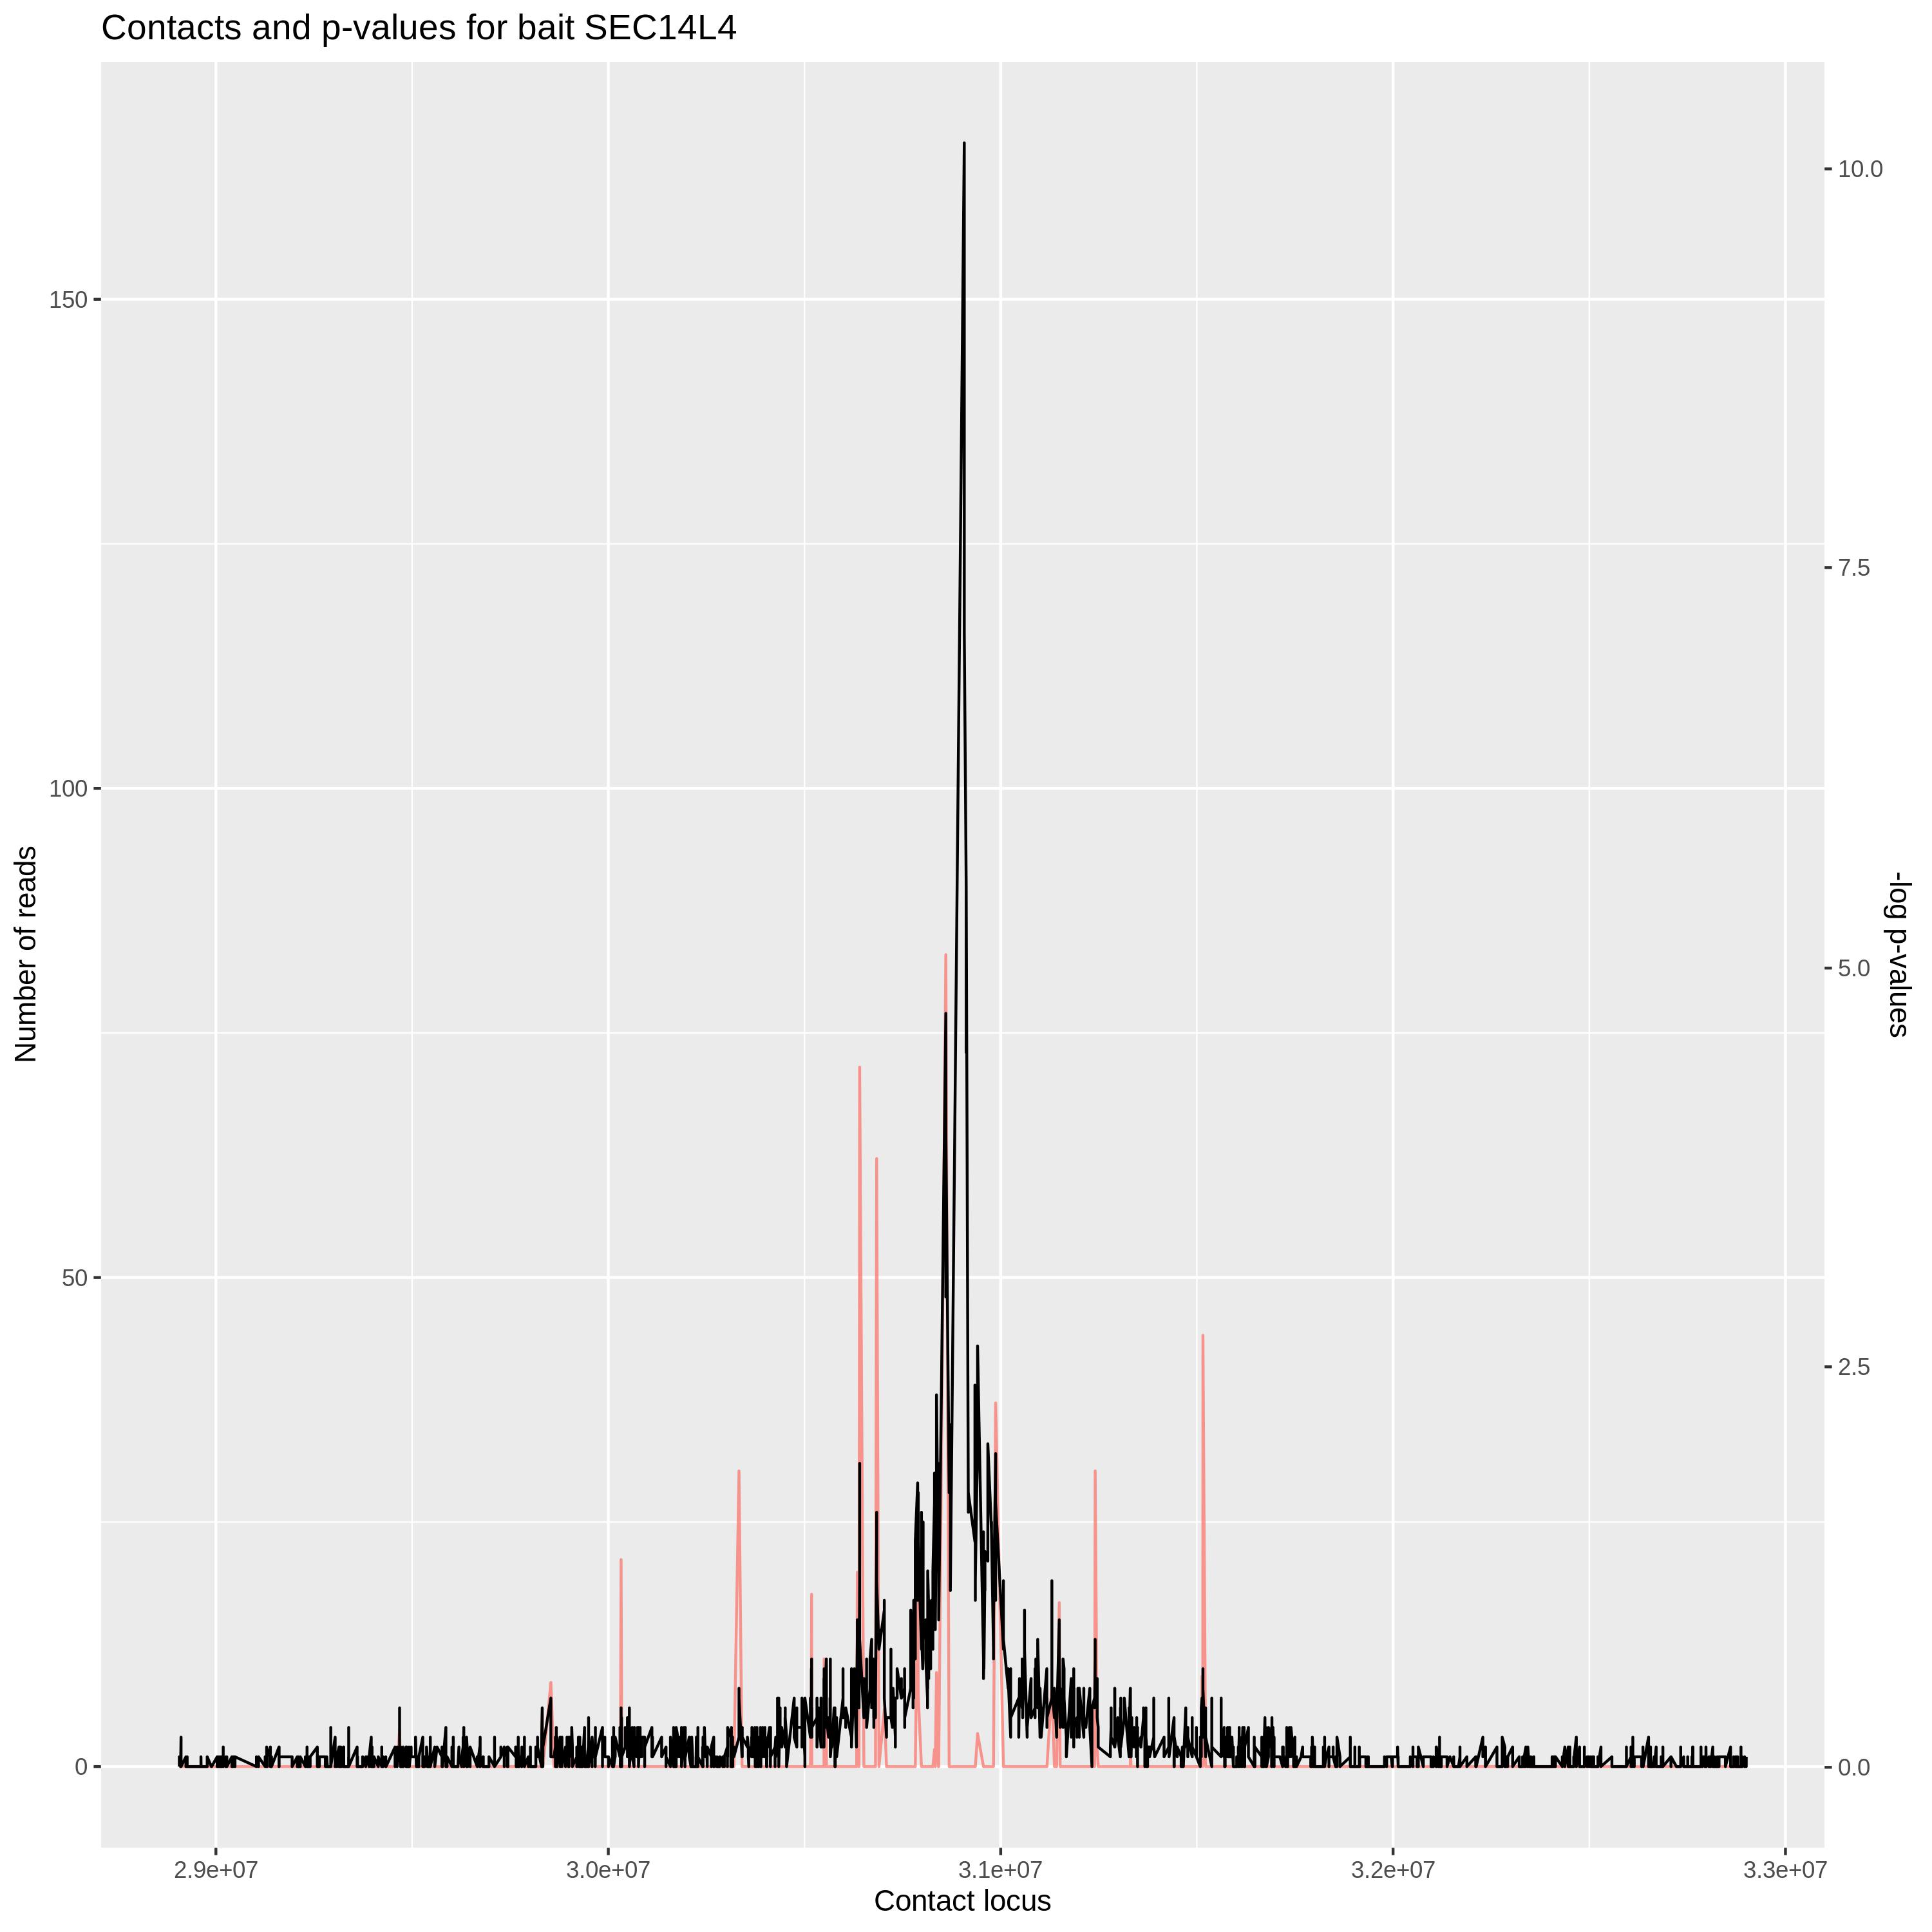 Contacts and p-values for bait SEC14L4
Number of reads
150
100
50
0
10.0
7.5
5.0
2.5
0.0
-log p-values
2.9e+07 3.0e+07 3.1e+07 3.2e+07 3.3e+07
Contact locus